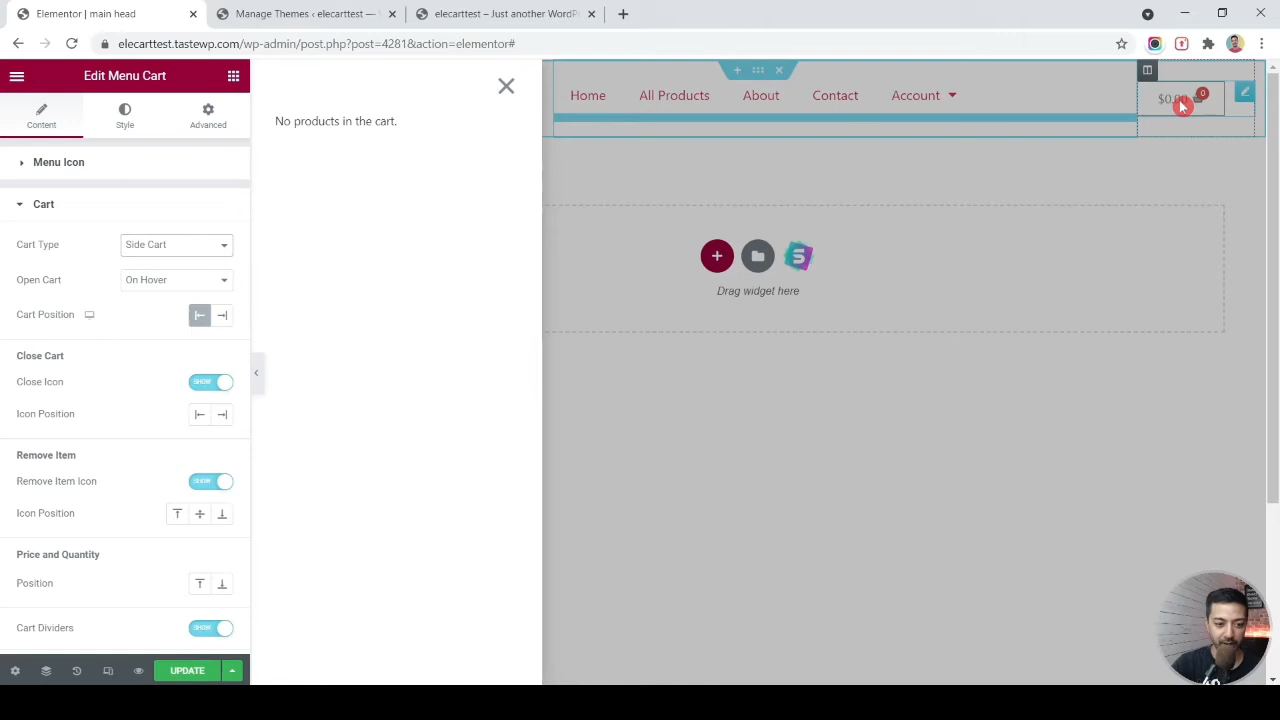 Elementor | main head
Manage Themes ‹ elecarttest — W
elecarttest – Just another WordPr
elecarttest.tastewp.com/wp-admin/post.php?post=4281&action=elementor#
Edit Menu Cart
Content
Style
Advanced
Menu Icon
Cart
Cart Type
Side Cart
Open Cart
On Hover
Cart Position
Close Cart
Close Icon
SHOW
Icon Position
Remove Item
Remove Item Icon
SHOW
Icon Position
Price and Quantity
Position
Cart Dividers
SHOW
UPDATE
No products in the cart.
Home
All Products
About
Contact
Account
$0.00
0
S
Drag widget here